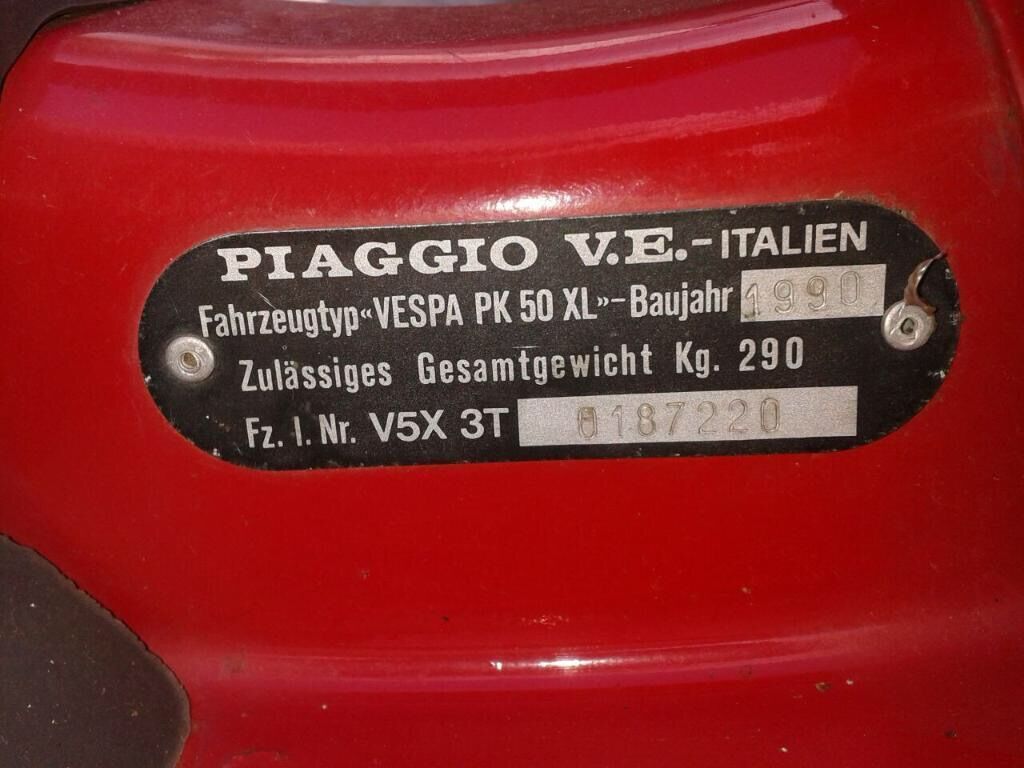 PIAGGIO V.E.-ITALIEN
Fahrzeugtyp«VESPA PK 50 XL»-Baujahr 1990
Zulässiges Gesamtgewicht Kg. 290
Fz. I. Nr. V5X 3T 0187220